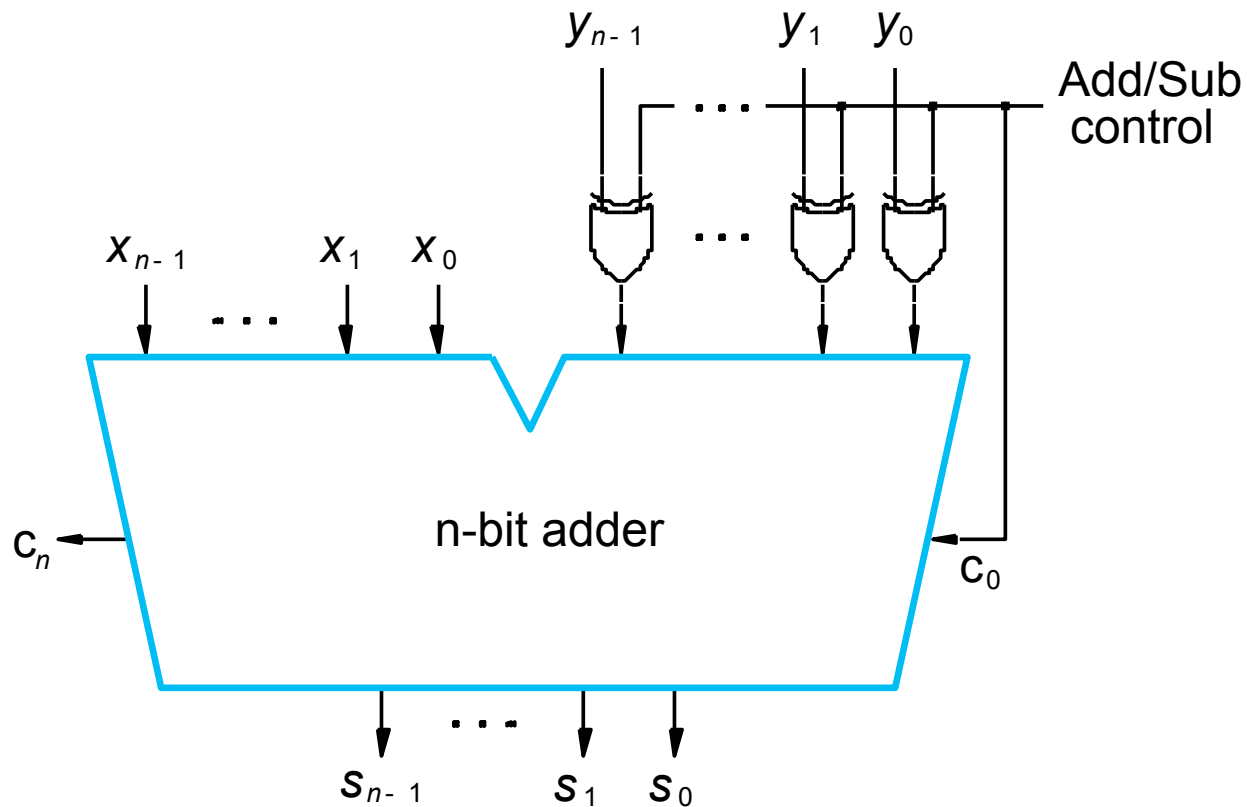 yn-1 y1 y0
Add/Sub
control
xn-1 x1 x0
n-bit adder
cn
c0
sn-1 s1 s0